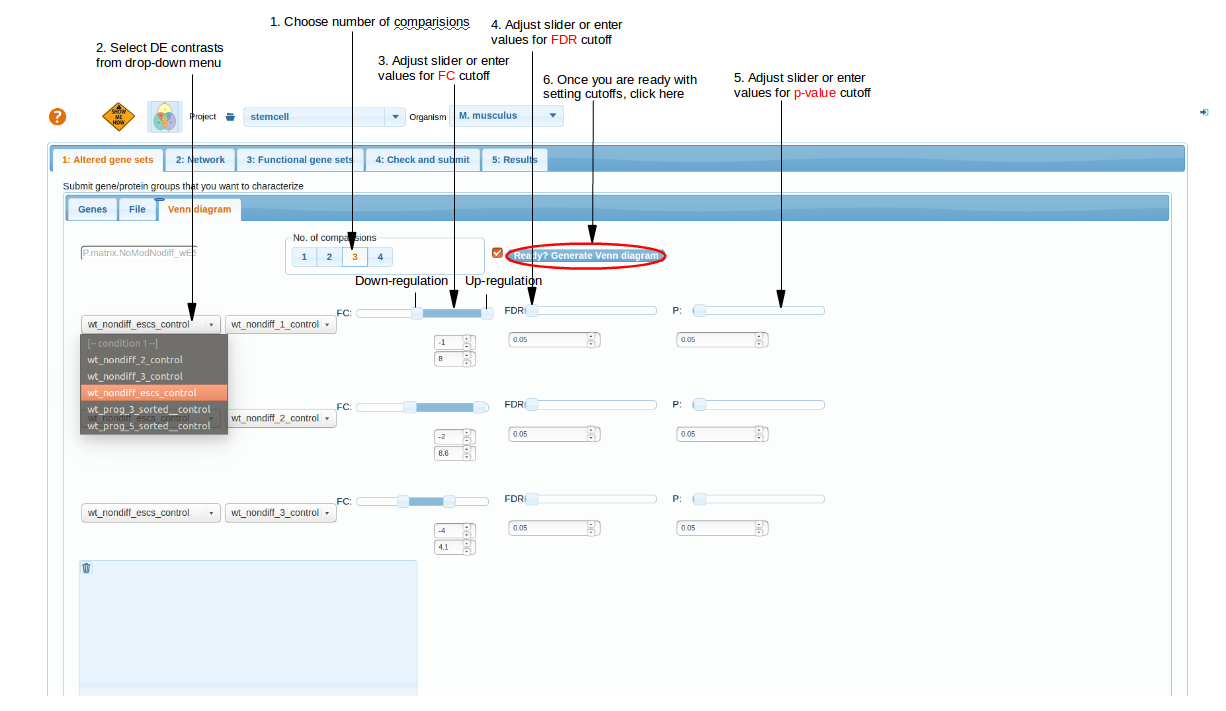 1. Choose number of comparisions
4. Adjust slider or enter
values for FDR cutoff
2. Select DE contrasts
from drop-down menu
3. Adjust slider or enter
values for FC cutoff
6. Once you are ready with
setting cutoffs, click here
5. Adjust slider or enter
values for p-value cutoff
?
SHOW
ME
HOW
Project
stemcell
Organism
M. musculus
1: Altered gene sets
2: Network
3: Functional gene sets
4: Check and submit
5: Results
Submit gene/protein groups that you want to characterize
Genes
File
Venn diagram
P.matrix.NoModNodiff_wES
No. of comparisions
1 2 3 4
Ready? Generate Venn diagram
Down-regulation
Up-regulation
wt_nondiff_escs_control
wt_nondiff_1_control
FC:
FDR:
P:
-1
8
0.05
0.05
[-- condition 1 --]
wt_nondiff_2_control
wt_nondiff_3_control
wt_nondiff_escs_control
wt_prog_3_sorted__control
wt_prog_5_sorted__control
wt_nondiff_escs_control
wt_nondiff_2_control
FC:
FDR:
P:
-2
8.6
0.05
0.05
wt_nondiff_escs_control
wt_nondiff_3_control
FC:
FDR:
P:
-4
4.1
0.05
0.05